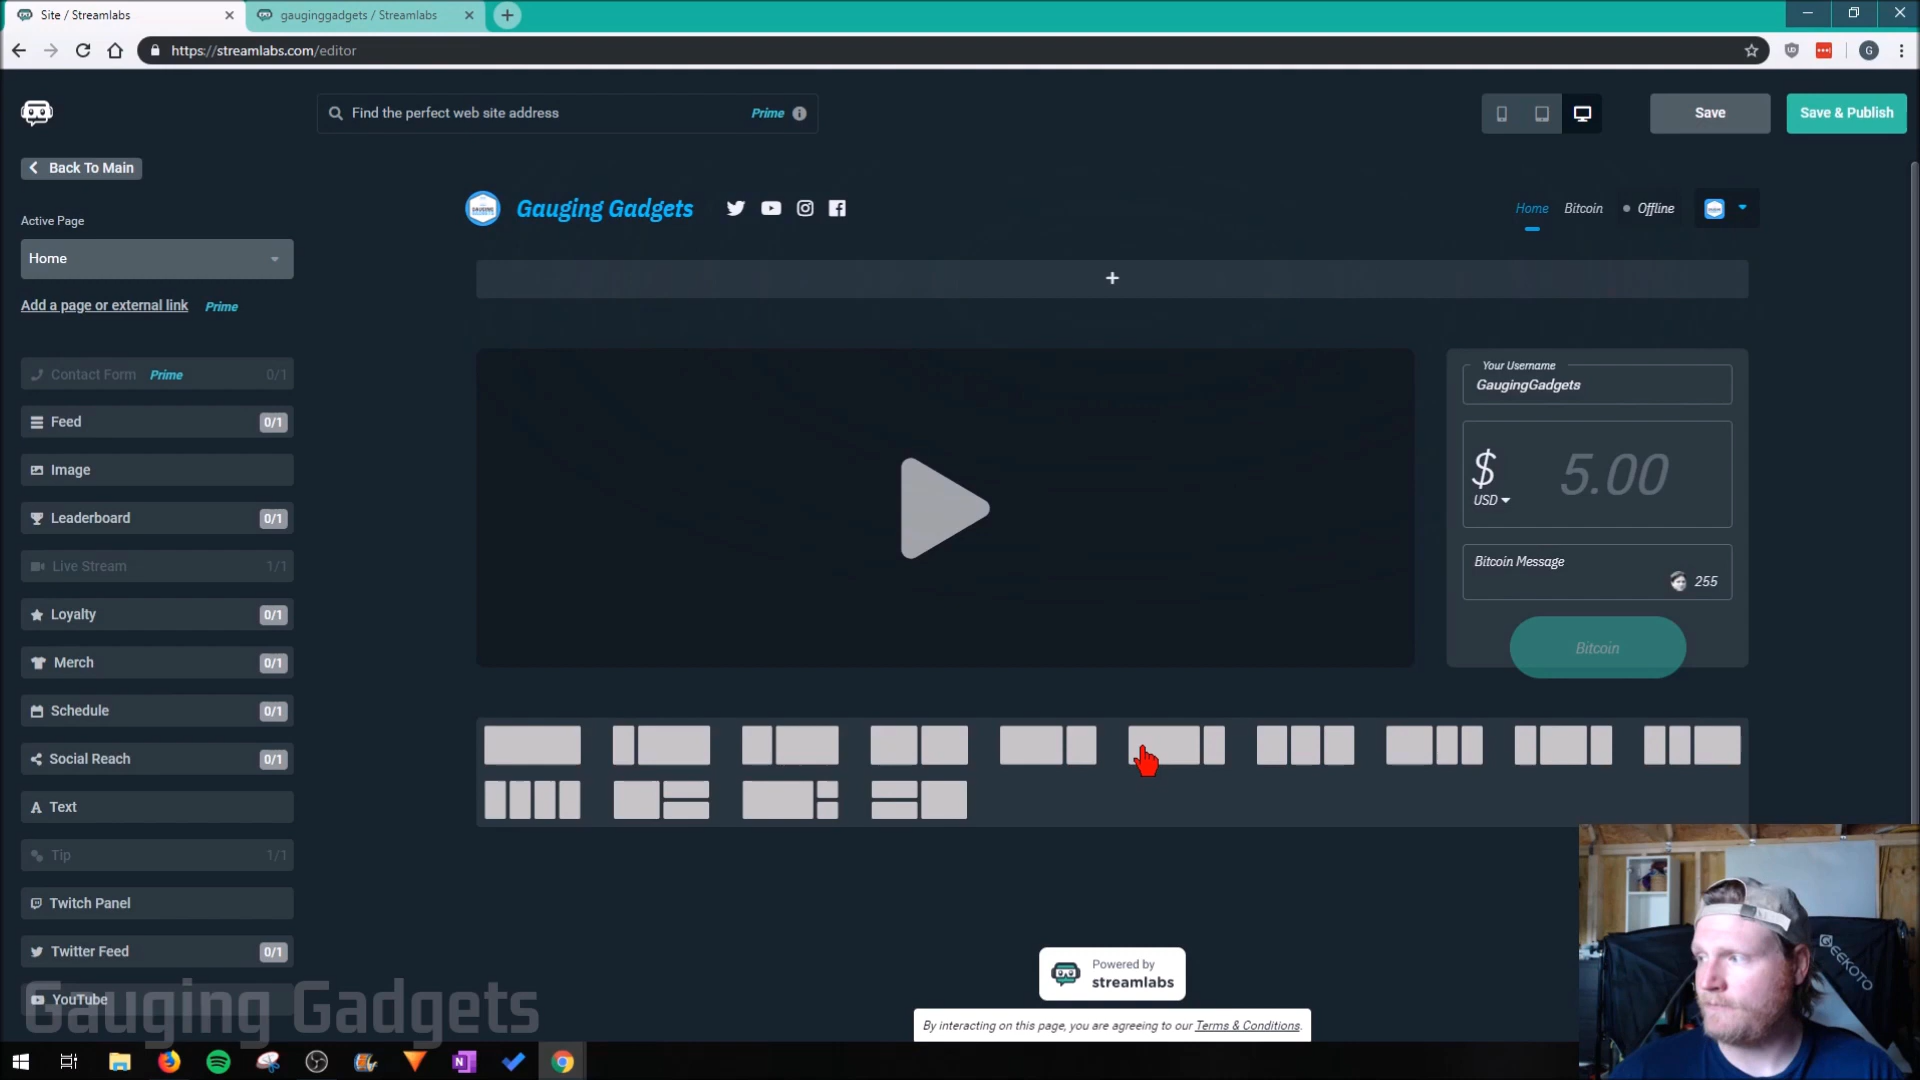 Site / Streamlabs
gauginggadgets / Streamlabs
https://streamlabs.com/editor
G
Find the perfect web site address
Prime
Save
Save & Publish
Back To Main
Gauging Gadgets
Home
Bitcoin
Offline
Active Page
Home
Add a page or external link
Prime
Your Username
GaugingGadgets
Contact Form
Prime
0/1
Feed
0/1
Image
$
USD
5.00
Leaderboard
0/1
Live Stream
1/1
Bitcoin Message
255
Loyalty
0/1
Bitcoin
Merch
0/1
Schedule
0/1
Social Reach
0/1
Text
Tip
1/1
Twitch Panel
Twitter Feed
0/1
YouTube
Powered by
streamlabs
By interacting on this page, you are agreeing to our Terms & Conditions.
GEEKOTO
Gauging Gadgets